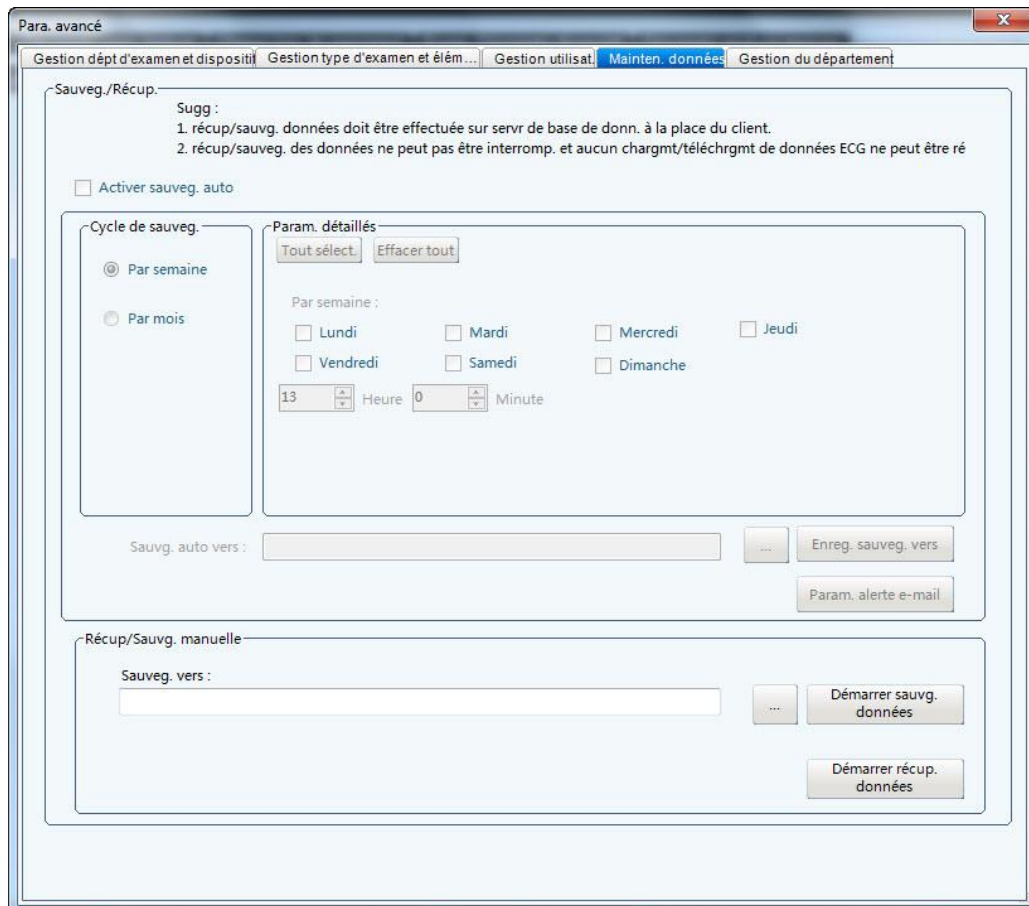 Para. avancé
Gestion dépt d'examen et dispositif
Gestion type d'examen et élém...
Gestion utilisat.
Mainten. données
Gestion du département
Sauveg./Récup.
Sugg :
1. récup/sauvg. données doit être effectuée sur servr de base de donn. à la place du client.
2. récup/sauveg. des données ne peut pas être interromp. et aucun chargmt/téléchrgmt de données ECG ne peut être ré
Activer sauveg. auto
Cycle de sauveg.
Par semaine
Par mois
Param. détaillés
Tout sélect.
Effacer tout
Par semaine :
Lundi
Mardi
Mercredi
Jeudi
Vendredi
Samedi
Dimanche
13 Heure 0 Minute
Sauvg. auto vers :
...
Enreg. sauveg. vers
Param. alerte e-mail
Récup/Sauvg. manuelle
Sauveg. vers :
...
Démarrer sauvg.
données
Démarrer récup.
données